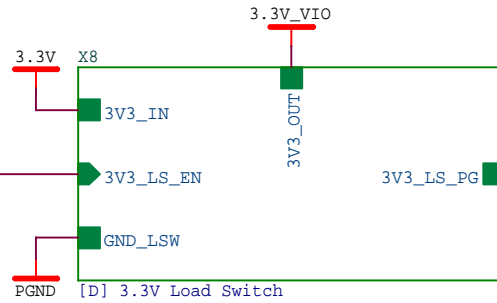 3.3V_VIO
3.3V
X8
3V3_IN
3V3_OUT
3V3_LS_EN
3V3_LS_PG
GND_LSW
PGND
[D] 3.3V Load Switch